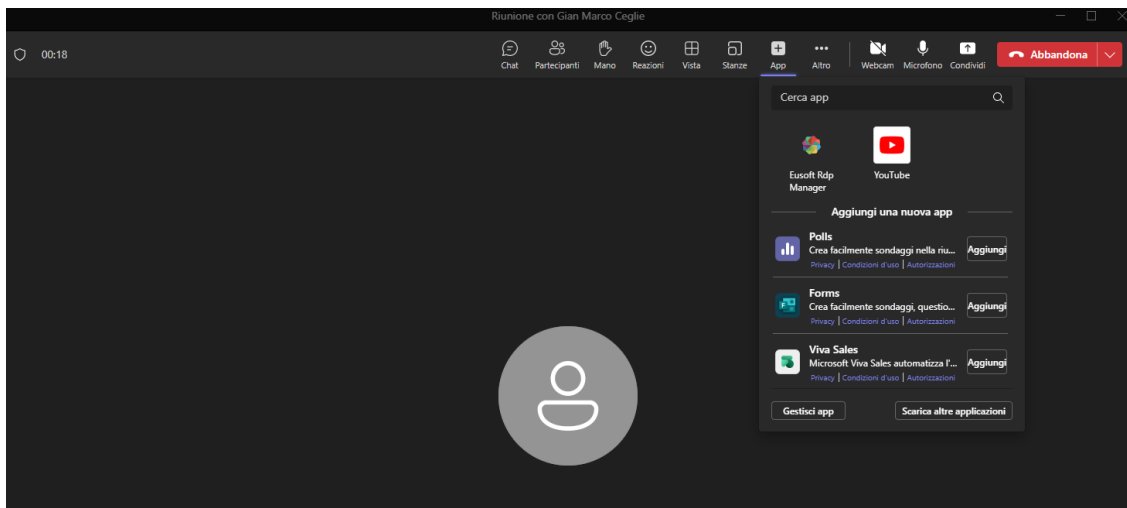 Riunione con Gian Marco Ceglie
00:18
Chat Partecipanti Mano Reazioni Vista Stanze App Altro Webcam Microfono Condividi Abbandona
Cerca app
Eusoft Rdp Manager
YouTube
Aggiungi una nuova app
Polls
Crea facilmente sondaggi nella riu...
Privacy | Condizioni d'uso | Autorizzazioni
Aggiungi
Forms
Crea facilmente sondaggi, questio...
Privacy | Condizioni d'uso | Autorizzazioni
Aggiungi
Viva Sales
Microsoft Viva Sales automatizza l'...
Privacy | Condizioni d'uso | Autorizzazioni
Aggiungi
Gestisci app
Scarica altre applicazioni